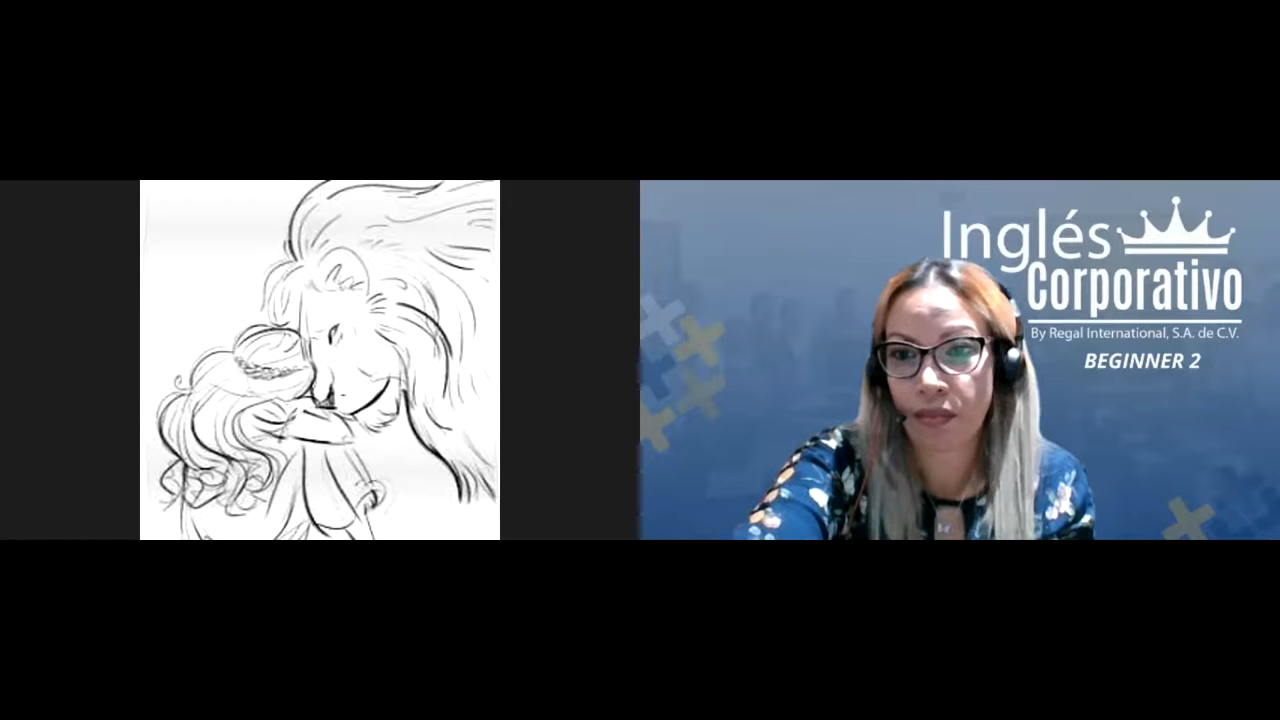 Inglés
Corporativo
By Regal International, S.A. de C.V.
BEGINNER 2